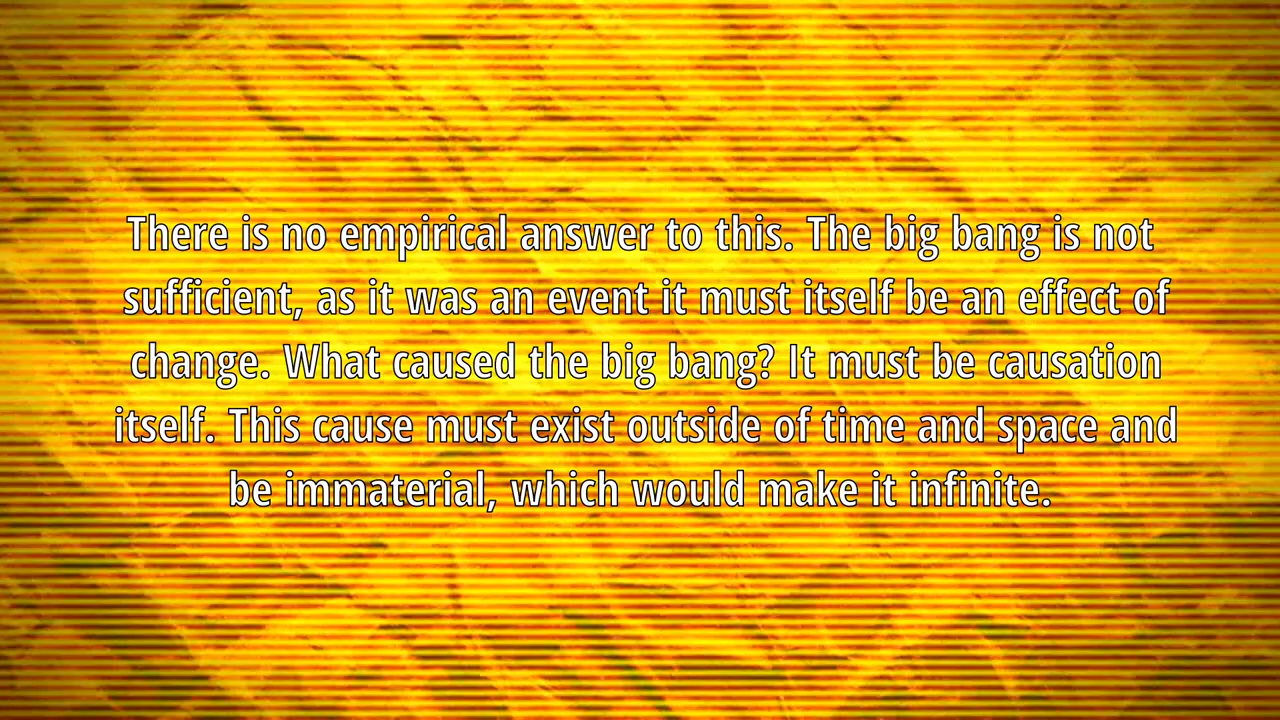 There is no empirical answer to this. The big bang is not
sufficient, as it was an event it must itself be an effect of
change. What caused the big bang? It must be causation
itself. This cause must exist outside of time and space and
be immaterial, which would make it infinite.